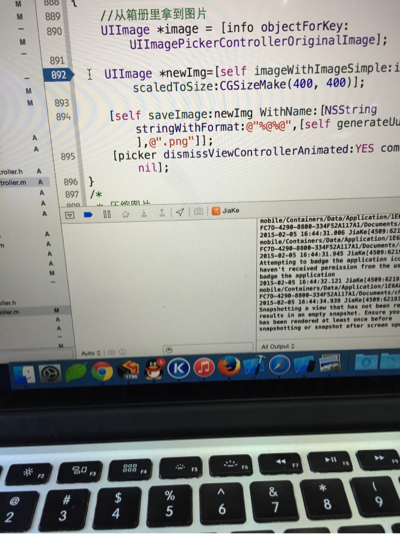 888
{
889
//从箱册里拿到图片
890
UIImage *image = [info objectForKey:
UIImagePickerControllerOriginalImage];
891
892
UIImage *newImg=[self imageWithImageSimple:i
scaledToSize:CGSizeMake(400, 400)];
893
894
[self saveImage:newImg WithName:[NSString
stringWithFormat:@"%@%@",[self generateUu
],@".png"]];
895
[picker dismissViewControllerAnimated:YES com
nil];
896
}
897
/*
JiaKe
mobile/Containers/Data/Application/1E6
FC7D-4290-8800-334F52A117A1/Documents/
2015-02-05 16:44:31.006 JiaKe[4509:6210
mobile/Containers/Data/Application/1E6
FC7D-4290-8800-334F52A117A1/Documents/
2015-02-05 16:44:31.945 JiaKe[4509:6210
Attempting to badge the application ico
haven't received permission from the us
badge the application
2015-02-05 16:44:32.121 JiaKe[4509:6210
mobile/Containers/Data/Application/1E6A
FC7D-4290-8800-334F52A117A1/Documents/c
2015-02-05 16:44:34.939 JiaKe[4509:6210
Snapshotting a view that has not been re
results in an empty snapshot. Ensure you
has been rendered at least once before
snapshotting or snapshot after screen up
troller.h A
troller.m A
oller.h
oller.m M
Auto
All Output
F2
F3
F4
F5
F6
F7
F8
F9
@
2
#
3
$
4
%
5
^
6
&
7
*
8
(
9